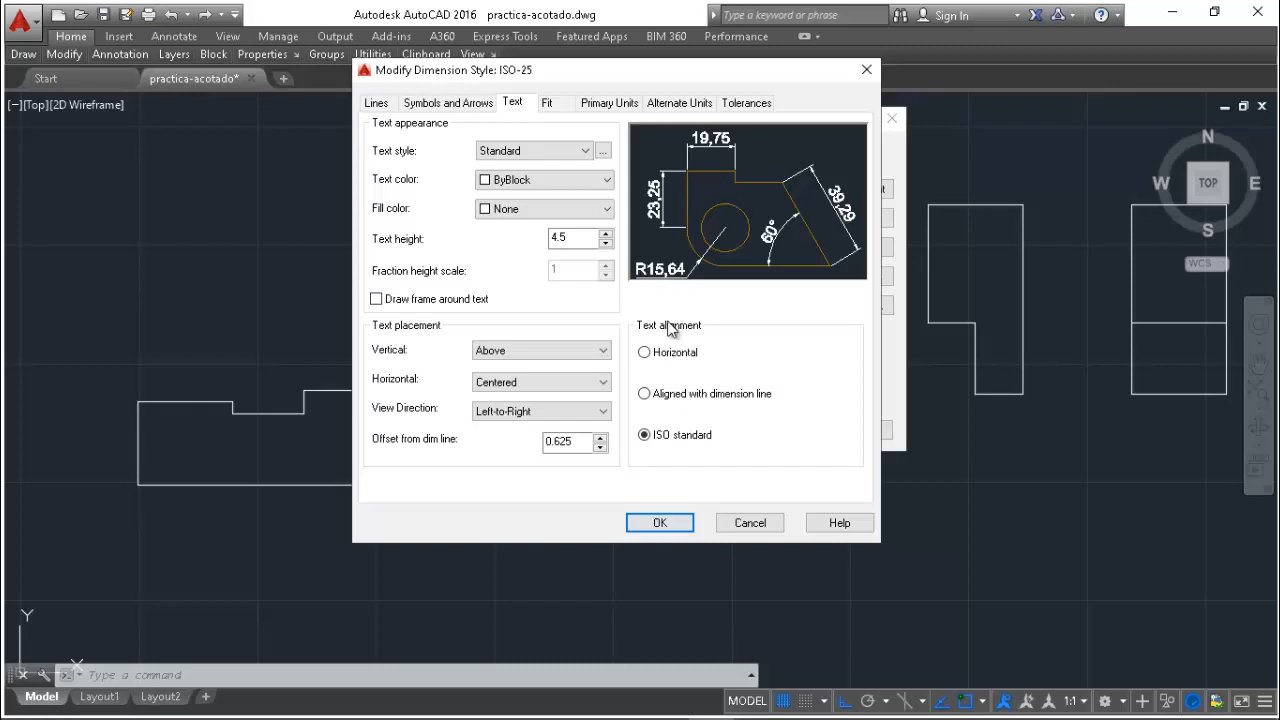 Autodesk AutoCAD 2016 practica-acotado.dwg
Type a keyword or phrase
Sign In
Home Insert Annotate View Manage Output Add-ins A360 Express Tools Featured Apps BIM 360 Performance
Draw Modify Annotation Layers Block Properties Groups Utilities Clipboard View
Start practica-acotado*
[−][Top][2D Wireframe]
Modify Dimension Style: ISO-25
Lines Symbols and Arrows Text Fit Primary Units Alternate Units Tolerances
Text appearance
Text style: Standard ...
Text color: ByBlock
Fill color: None
Text height: 4.5
Fraction height scale: 1
Draw frame around text
Text placement
Vertical: Above
Horizontal: Centered
View Direction: Left-to-Right
Offset from dim line: 0.625
19,75
23,25
39,29
60°
R15,64
Text alignment
Horizontal
Aligned with dimension line
ISO standard
OK Cancel Help
N
W TOP E
S
WCS
Y
X
Type a command
Model Layout1 Layout2 +
MODEL 1:1